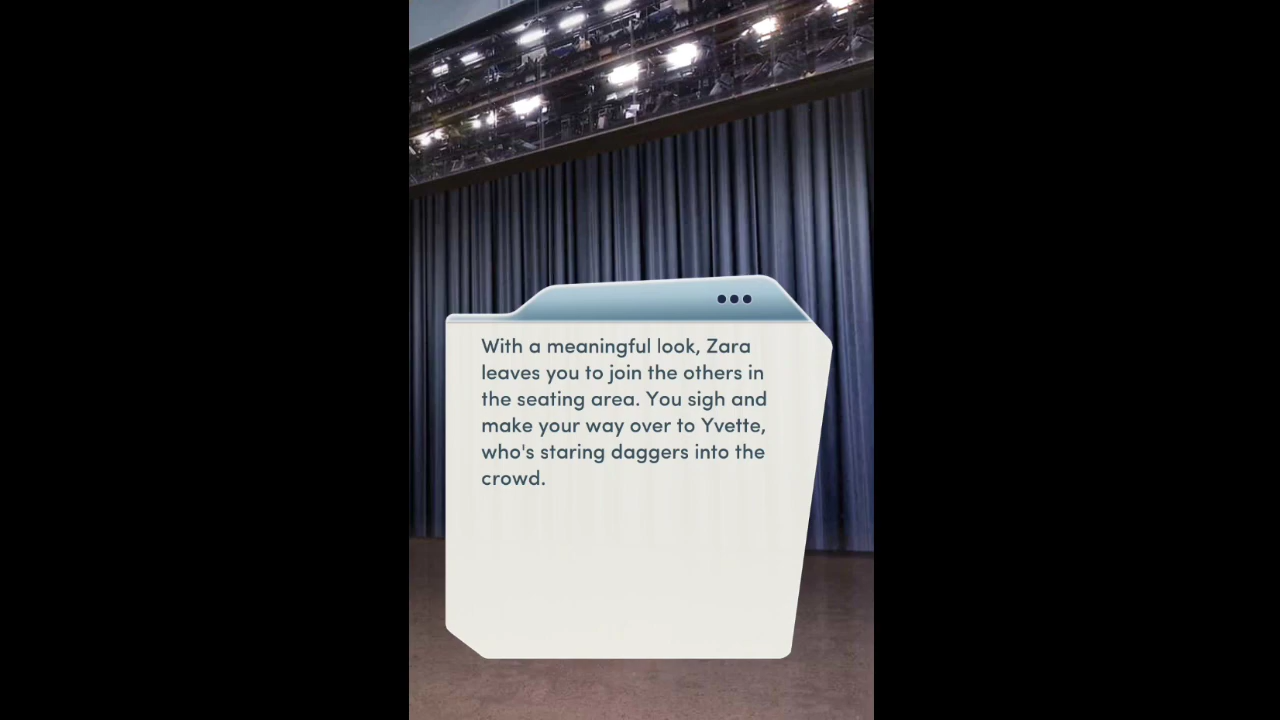 With a meaningful look, Zara
leaves you to join the others in
the seating area. You sigh and
make your way over to Yvette,
who's staring daggers into the
crowd.